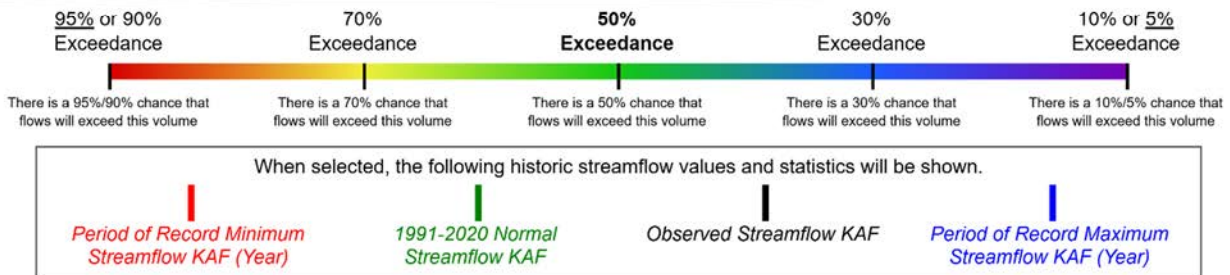 95% or 90% Exceedance
70% Exceedance
50% Exceedance
30% Exceedance
10% or 5% Exceedance
There is a 95%/90% chance that
flows will exceed this volume
There is a 70% chance that
flows will exceed this volume
There is a 50% chance that
flows will exceed this volume
There is a 30% chance that
flows will exceed this volume
There is a 10%/5% chance that
flows will exceed this volume
When selected, the following historic streamflow values and statistics will be shown.
Period of Record Minimum
Streamflow KAF (Year)
1991-2020 Normal
Streamflow KAF
Observed Streamflow KAF
Period of Record Maximum
Streamflow KAF (Year)